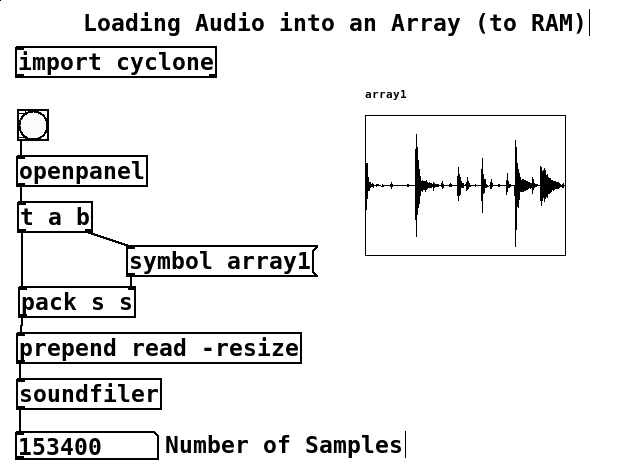 Loading Audio into an Array (to RAM)
import cyclone
array1
openpanel
t a b
symbol array1
pack s s
prepend read -resize
soundfiler
153400 Number of Samples